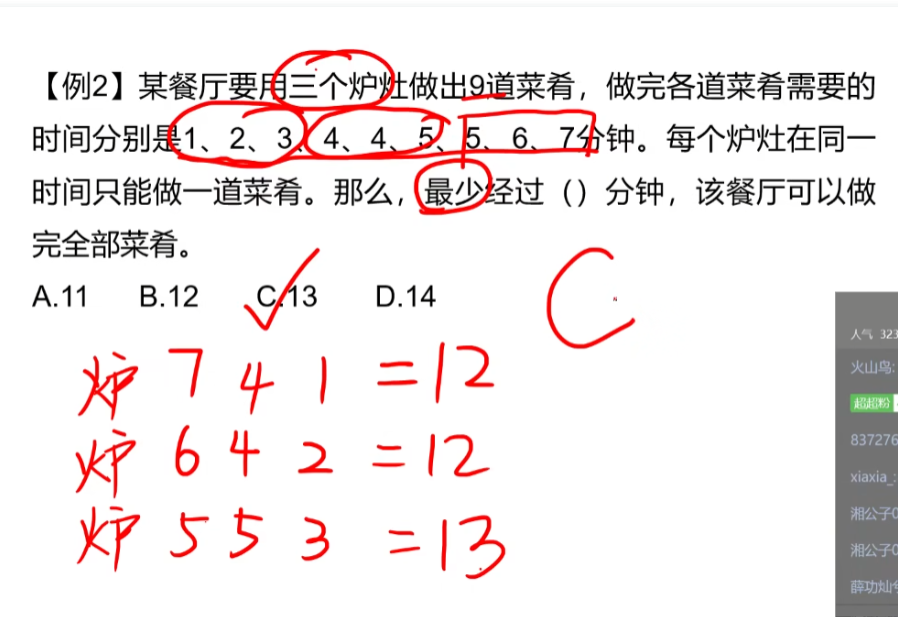 【例2】某餐厅要用三个炉灶做出9道菜肴，做完各道菜肴需要的
时间分别是1、2、3、4、4、5、5、6、7分钟。每个炉灶在同一
时间只能做一道菜肴。那么，最少经过（）分钟，该餐厅可以做
完全部菜肴。
A.11 B.12 C.13 D.14
C
炉 7 4 1 =12
炉 6 4 2 =12
炉 5 5 3 =13
人气 323
火山鸟:
超超粉
837276
xiaxia_:
湘公子0
湘公子0
薛功灿